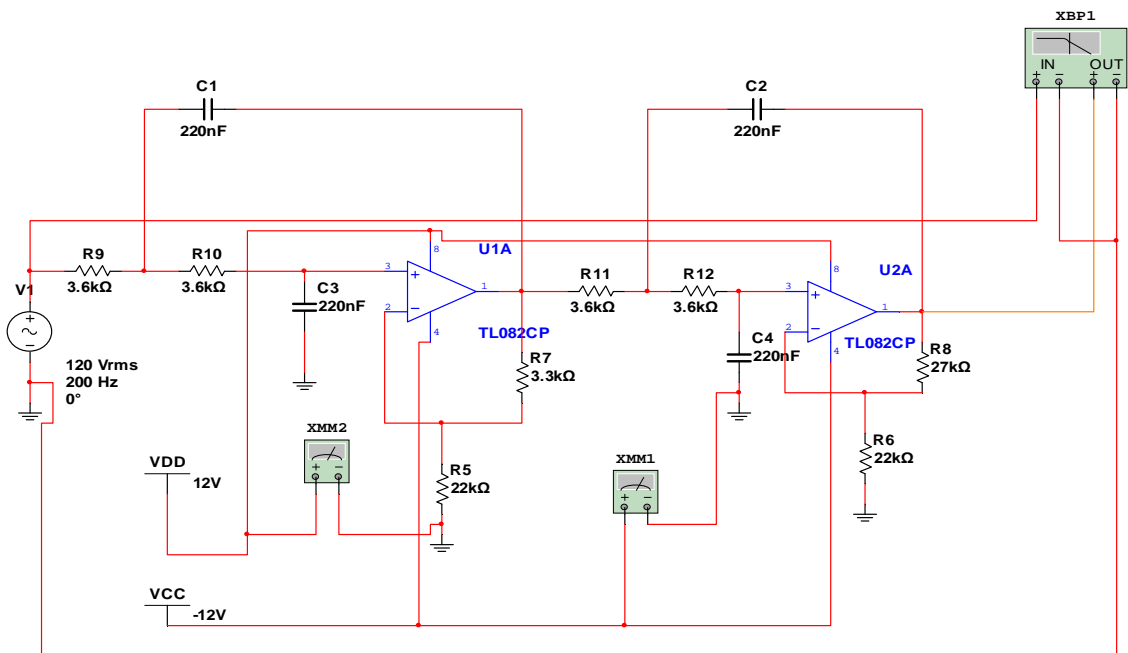 XBP1
IN OUT
+ - + -
C1
220nF
C2
220nF
R9
3.6kΩ
R10
3.6kΩ
C3
220nF
U1A
3
2
8
4
1
+
-
TL082CP
R11
3.6kΩ
R12
3.6kΩ
C4
220nF
U2A
3
2
8
4
1
+
-
TL082CP
V1
+
-
120 Vrms
200 Hz
0°
R7
3.3kΩ
R8
27kΩ
XMM2
+ -
XMM1
+ -
R5
22kΩ
R6
22kΩ
VDD
12V
VCC
-12V